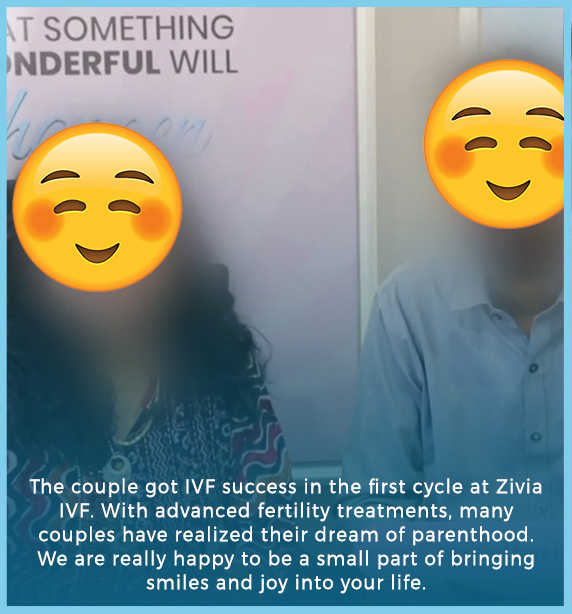 AT SOMETHING
ONDERFUL WILL
happen
The couple got IVF success in the first cycle at Zivia
IVF. With advanced fertility treatments, many
couples have realized their dream of parenthood.
We are really happy to be a small part of bringing
smiles and joy into your life.